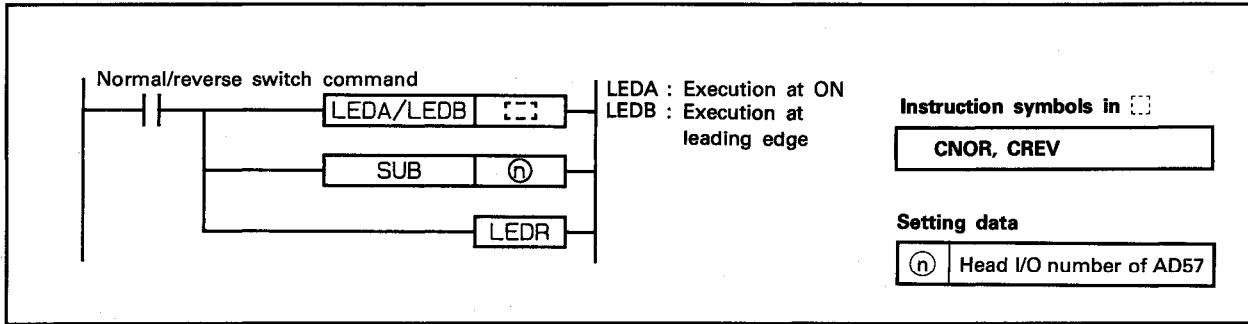 Normal/reverse switch command
LEDA/LEDB
SUB ⓝ
LEDR
LEDA : Execution at ON
LEDB : Execution at
leading edge
Instruction symbols in
CNOR, CREV
Setting data
ⓝ Head I/O number of AD57